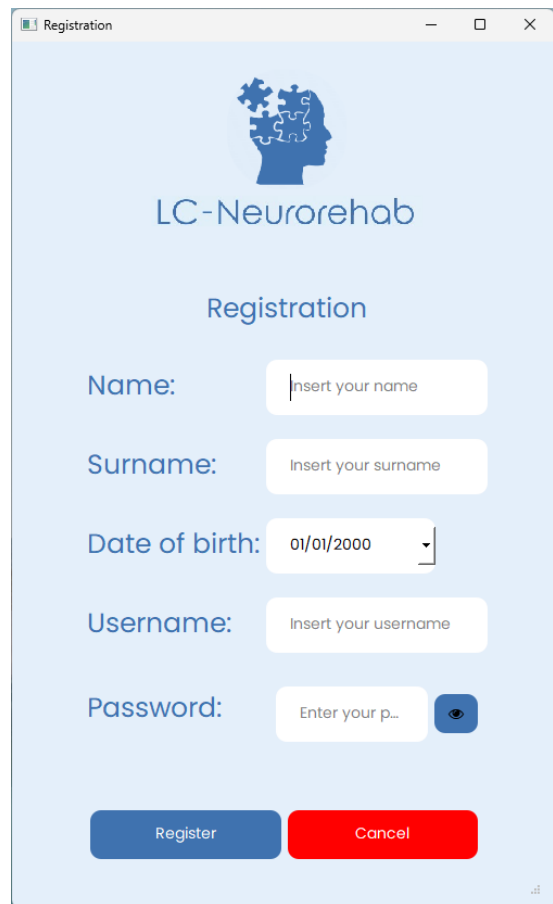 Registration
LC-Neurorehab
Registration
Name: Insert your name
Surname: Insert your surname
Date of birth: 01/01/2000
Username: Insert your username
Password: Enter your p...
Register Cancel